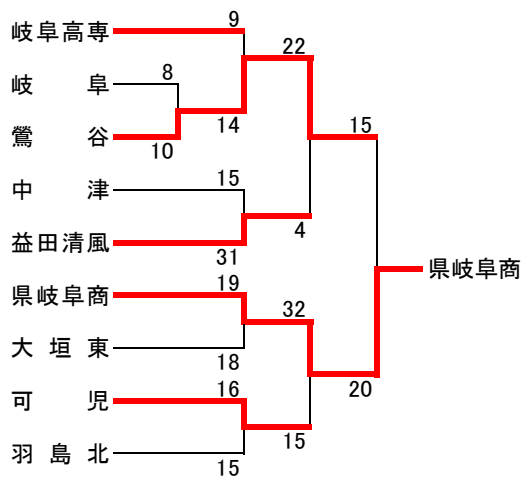 岐阜高専
9
22
岐阜
8
15
鶯谷
10
14
中津
15
4
益田清風
31
県岐阜商
県岐阜商
19
32
大垣東
18
20
可児
16
15
羽島北
15